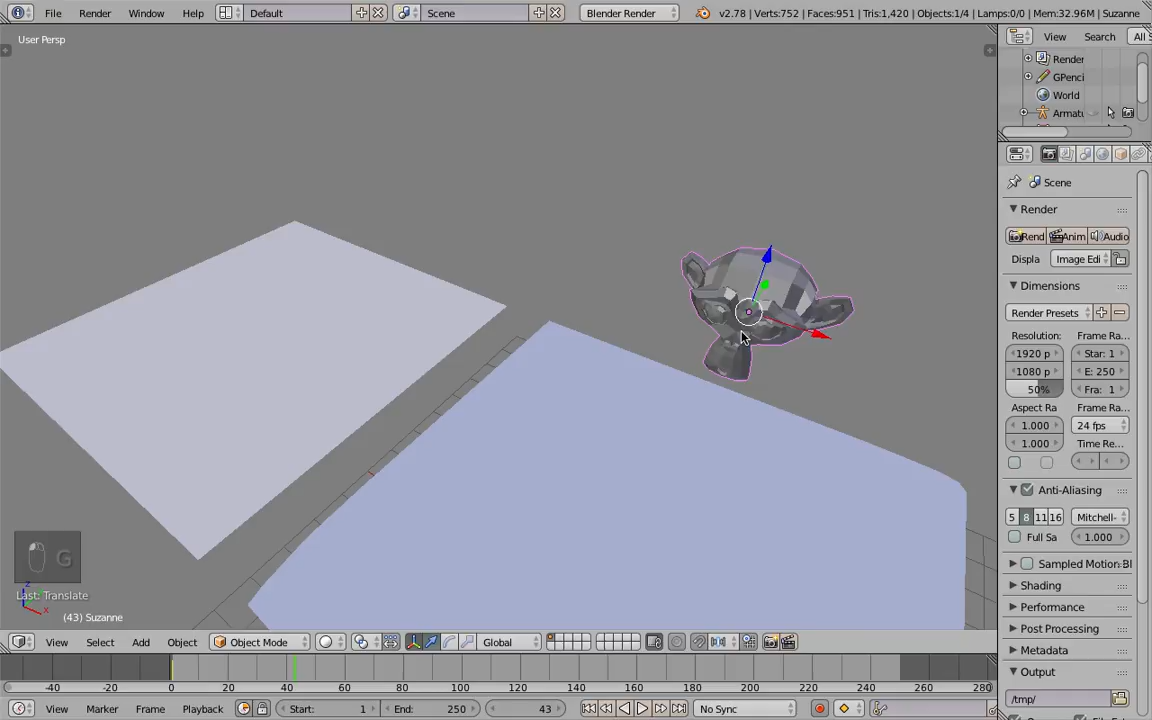 File Render Window Help Default Scene Blender Render v2.78 | Verts:752 | Faces:951 | Tris:1,420 | Objects:1/4 | Lamps:0/0 | Mem:32.96M | Suzanne
User Persp
View Search All S
Render
GPenci
World
Armatu
Scene
Render
Rend Anim Audio
Displa Image Edi
Dimensions
Render Presets
Resolution: Frame Ra...
1920 p Star: 1
1080 p E: 250
50% Fra: 1
Aspect Ra Frame Ra...
1.000 24 fps
1.000 Time Re...
Anti-Aliasing
5 8 11 16 Mitchell-
Full Sa 1.000
Sampled Motion Bl
Shading
Performance
Post Processing
Metadata
Output
/tmp/
G
Last: Translate
z
x
(43) Suzanne
View Select Add Object Object Mode Global
-40 -20 0 20 40 60 80 100 120 140 160 180 200 220 240 260 280
View Marker Frame Playback Start: 1 End: 250 43 No Sync